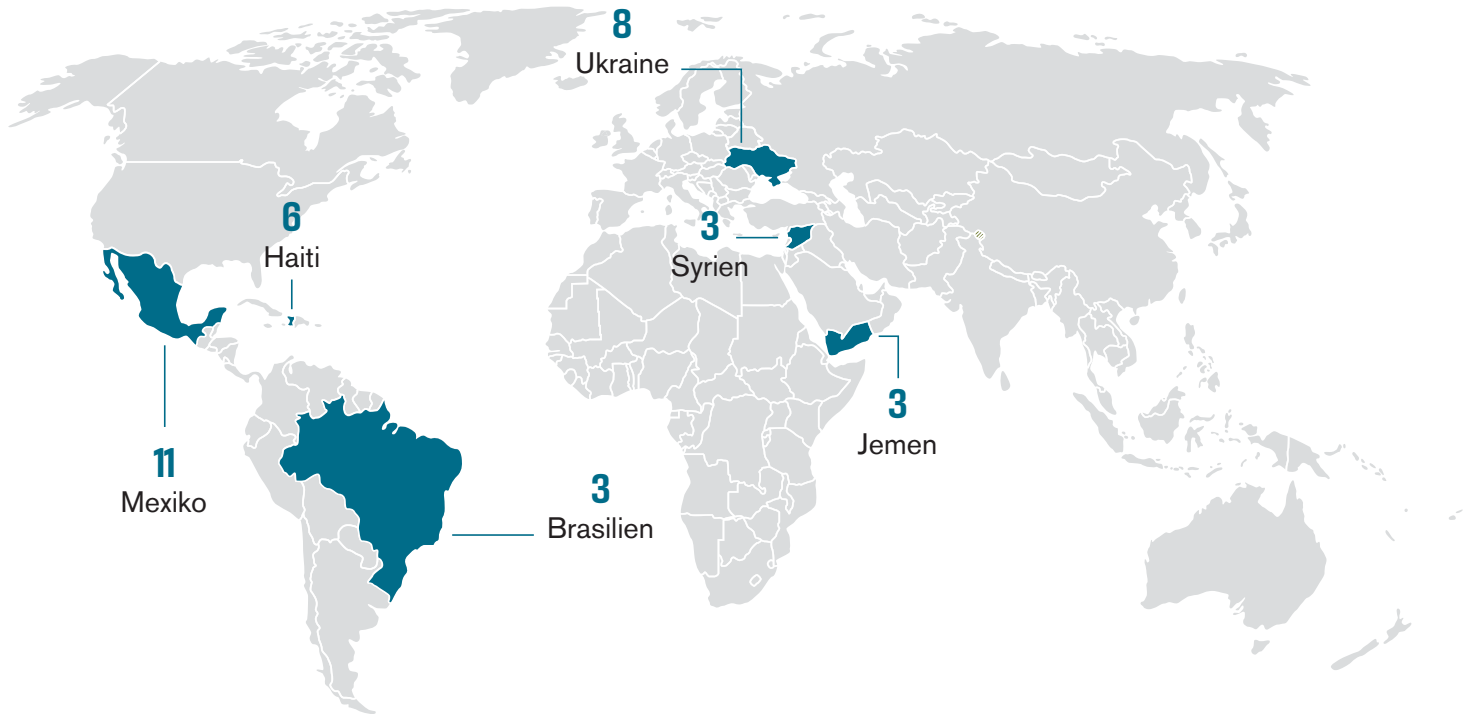 8
Ukraine
6
Haiti
3
Syrien
3
Jemen
11
Mexiko
3
Brasilien